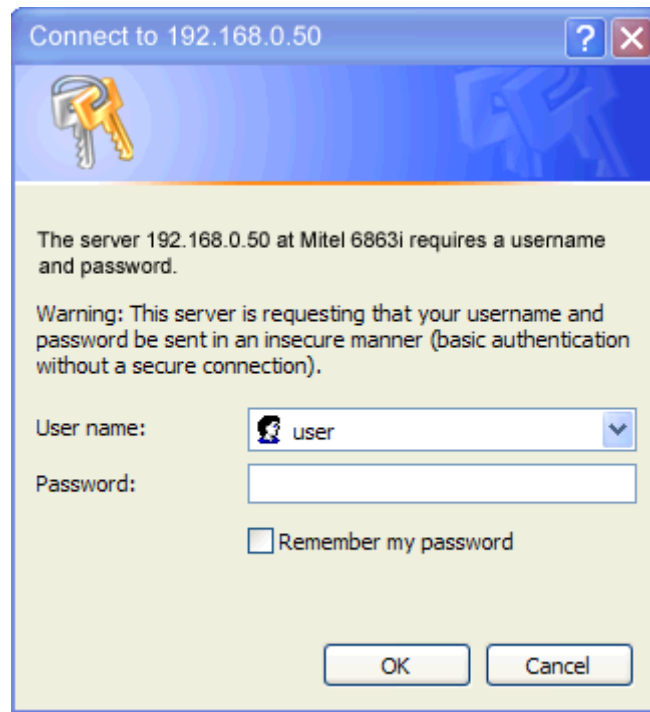 Connect to 192.168.0.50
The server 192.168.0.50 at Mitel 6863i requires a username
and password.
Warning: This server is requesting that your username and
password be sent in an insecure manner (basic authentication
without a secure connection).
User name:
user
Password:
Remember my password
OK
Cancel